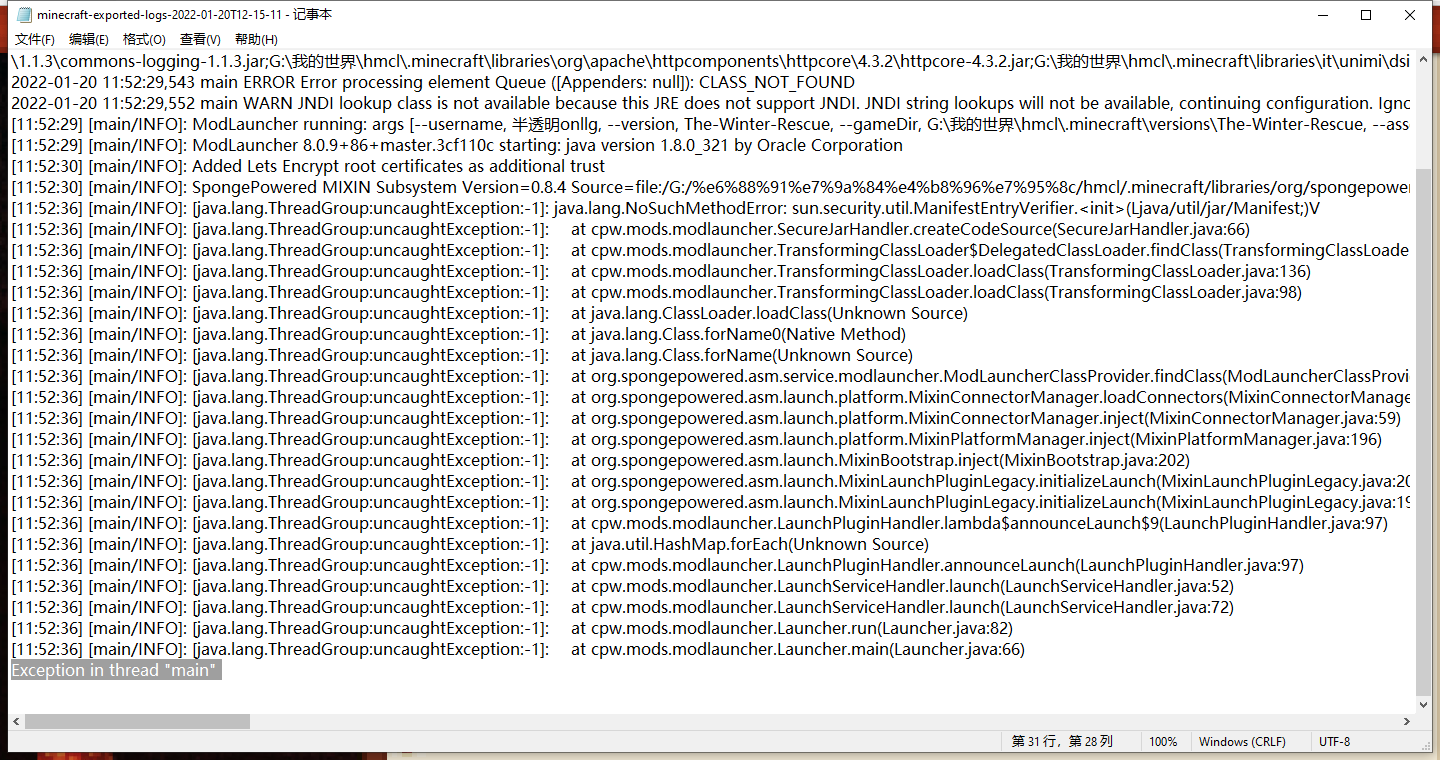 minecraft-exported-logs-2022-01-20T12-15-11 - 记事本
文件(F) 编辑(E) 格式(O) 查看(V) 帮助(H)
\1.1.3\commons-logging-1.1.3.jar;G:\我的世界\hmcl\.minecraft\libraries\org\apache\httpcomponents\httpcore\4.3.2\httpcore-4.3.2.jar;G:\我的世界\hmcl\.minecraft\libraries\it\unimi\dsi
2022-01-20 11:52:29,543 main ERROR Error processing element Queue ([Appenders: null]): CLASS_NOT_FOUND
2022-01-20 11:52:29,552 main WARN JNDI lookup class is not available because this JRE does not support JNDI. JNDI string lookups will not be available, continuing configuration. Igno
[11:52:29] [main/INFO]: ModLauncher running: args [--username, 半透明onllg, --version, The-Winter-Rescue, --gameDir, G:\我的世界\hmcl\.minecraft\versions\The-Winter-Rescue, --ass
[11:52:29] [main/INFO]: ModLauncher 8.0.9+86+master.3cf110c starting: java version 1.8.0_321 by Oracle Corporation
[11:52:30] [main/INFO]: Added Lets Encrypt root certificates as additional trust
[11:52:30] [main/INFO]: SpongePowered MIXIN Subsystem Version=0.8.4 Source=file:/G:/%e6%88%91%e7%9a%84%e4%b8%96%e7%95%8c/hmcl/.minecraft/libraries/org/spongepower
[11:52:36] [main/INFO]: [java.lang.ThreadGroup:uncaughtException:-1]: java.lang.NoSuchMethodError: sun.security.util.ManifestEntryVerifier.<init>(Ljava/util/jar/Manifest;)V
[11:52:36] [main/INFO]: [java.lang.ThreadGroup:uncaughtException:-1]: at cpw.mods.modlauncher.SecureJarHandler.createCodeSource(SecureJarHandler.java:66)
[11:52:36] [main/INFO]: [java.lang.ThreadGroup:uncaughtException:-1]: at cpw.mods.modlauncher.TransformingClassLoader$DelegatedClassLoader.findClass(TransformingClassLoade
[11:52:36] [main/INFO]: [java.lang.ThreadGroup:uncaughtException:-1]: at cpw.mods.modlauncher.TransformingClassLoader.loadClass(TransformingClassLoader.java:136)
[11:52:36] [main/INFO]: [java.lang.ThreadGroup:uncaughtException:-1]: at cpw.mods.modlauncher.TransformingClassLoader.loadClass(TransformingClassLoader.java:98)
[11:52:36] [main/INFO]: [java.lang.ThreadGroup:uncaughtException:-1]: at java.lang.ClassLoader.loadClass(Unknown Source)
[11:52:36] [main/INFO]: [java.lang.ThreadGroup:uncaughtException:-1]: at java.lang.Class.forName0(Native Method)
[11:52:36] [main/INFO]: [java.lang.ThreadGroup:uncaughtException:-1]: at java.lang.Class.forName(Unknown Source)
[11:52:36] [main/INFO]: [java.lang.ThreadGroup:uncaughtException:-1]: at org.spongepowered.asm.service.modlauncher.ModLauncherClassProvider.findClass(ModLauncherClassProvi
[11:52:36] [main/INFO]: [java.lang.ThreadGroup:uncaughtException:-1]: at org.spongepowered.asm.launch.platform.MixinConnectorManager.loadConnectors(MixinConnectorManage
[11:52:36] [main/INFO]: [java.lang.ThreadGroup:uncaughtException:-1]: at org.spongepowered.asm.launch.platform.MixinConnectorManager.inject(MixinConnectorManager.java:59)
[11:52:36] [main/INFO]: [java.lang.ThreadGroup:uncaughtException:-1]: at org.spongepowered.asm.launch.platform.MixinPlatformManager.inject(MixinPlatformManager.java:196)
[11:52:36] [main/INFO]: [java.lang.ThreadGroup:uncaughtException:-1]: at org.spongepowered.asm.launch.MixinBootstrap.inject(MixinBootstrap.java:202)
[11:52:36] [main/INFO]: [java.lang.ThreadGroup:uncaughtException:-1]: at org.spongepowered.asm.launch.MixinLaunchPluginLegacy.initializeLaunch(MixinLaunchPluginLegacy.java:20
[11:52:36] [main/INFO]: [java.lang.ThreadGroup:uncaughtException:-1]: at org.spongepowered.asm.launch.MixinLaunchPluginLegacy.initializeLaunch(MixinLaunchPluginLegacy.java:19
[11:52:36] [main/INFO]: [java.lang.ThreadGroup:uncaughtException:-1]: at cpw.mods.modlauncher.LaunchPluginHandler.lambda$announceLaunch$9(LaunchPluginHandler.java:97)
[11:52:36] [main/INFO]: [java.lang.ThreadGroup:uncaughtException:-1]: at java.util.HashMap.forEach(Unknown Source)
[11:52:36] [main/INFO]: [java.lang.ThreadGroup:uncaughtException:-1]: at cpw.mods.modlauncher.LaunchPluginHandler.announceLaunch(LaunchPluginHandler.java:97)
[11:52:36] [main/INFO]: [java.lang.ThreadGroup:uncaughtException:-1]: at cpw.mods.modlauncher.LaunchServiceHandler.launch(LaunchServiceHandler.java:52)
[11:52:36] [main/INFO]: [java.lang.ThreadGroup:uncaughtException:-1]: at cpw.mods.modlauncher.LaunchServiceHandler.launch(LaunchServiceHandler.java:72)
[11:52:36] [main/INFO]: [java.lang.ThreadGroup:uncaughtException:-1]: at cpw.mods.modlauncher.Launcher.run(Launcher.java:82)
[11:52:36] [main/INFO]: [java.lang.ThreadGroup:uncaughtException:-1]: at cpw.mods.modlauncher.Launcher.main(Launcher.java:66)
Exception in thread "main"
第 31 行，第 28 列 100% Windows (CRLF) UTF-8